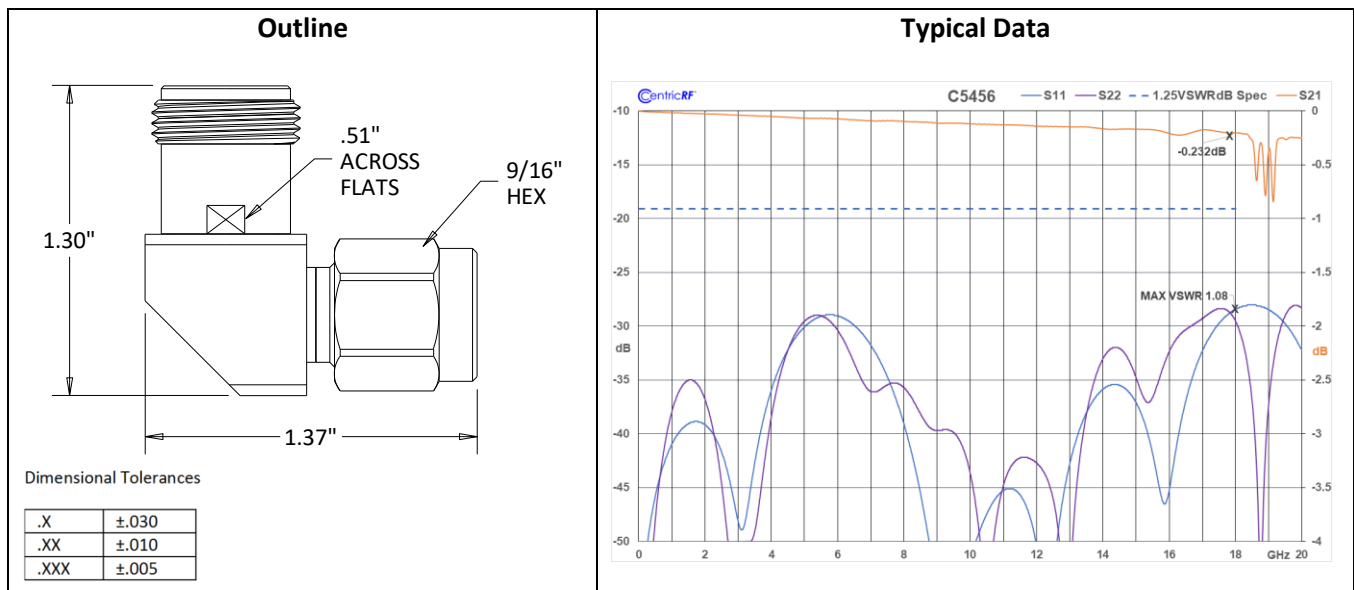 Outline
.51"
ACROSS
FLATS
9/16"
HEX
1.30"
1.37"
Dimensional Tolerances
.X ±.030
.XX ±.010
.XXX ±.005
Typical Data
CentricRF™ C5456 S11 S22 1.25VSWRdB Spec S21
-10 0
-0.232dB
-15 -0.5
-20 -1
-25 -1.5
MAX VSWR 1.08
-30 -2
dB dB
-35 -2.5
-40 -3
-45 -3.5
-50 -4
0 2 4 6 8 10 12 14 16 18 GHz 20